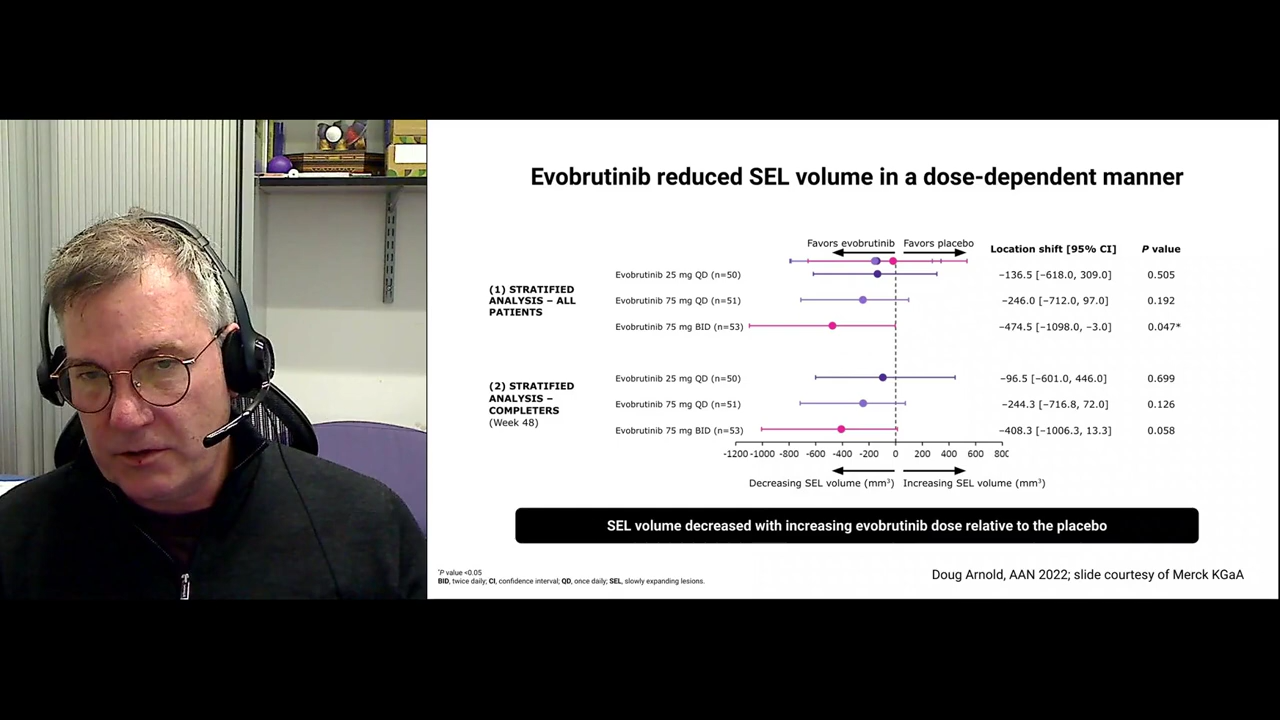 Evobrutinib reduced SEL volume in a dose-dependent manner
Favors evobrutinib Favors placebo Location shift [95% CI] P value
Evobrutinib 25 mg QD (n=50) –136.5 [–618.0, 309.0] 0.505
(1) STRATIFIED
ANALYSIS – ALL
PATIENTS
Evobrutinib 75 mg QD (n=51) –246.0 [–712.0, 97.0] 0.192
Evobrutinib 75 mg BID (n=53) –474.5 [–1098.0, –3.0] 0.047*
(2) STRATIFIED
ANALYSIS –
COMPLETERS
(Week 48)
Evobrutinib 25 mg QD (n=50) –96.5 [–601.0, 446.0] 0.699
Evobrutinib 75 mg QD (n=51) –244.3 [–716.8, 72.0] 0.126
Evobrutinib 75 mg BID (n=53) –408.3 [–1006.3, 13.3] 0.058
-1200 -1000 -800 -600 -400 -200 0 200 400 600 800
Decreasing SEL volume (mm³) Increasing SEL volume (mm³)
SEL volume decreased with increasing evobrutinib dose relative to the placebo
*P value <0.05
BID, twice daily; CI, confidence interval; QD, once daily; SEL, slowly expanding lesions.
Doug Arnold, AAN 2022; slide courtesy of Merck KGaA